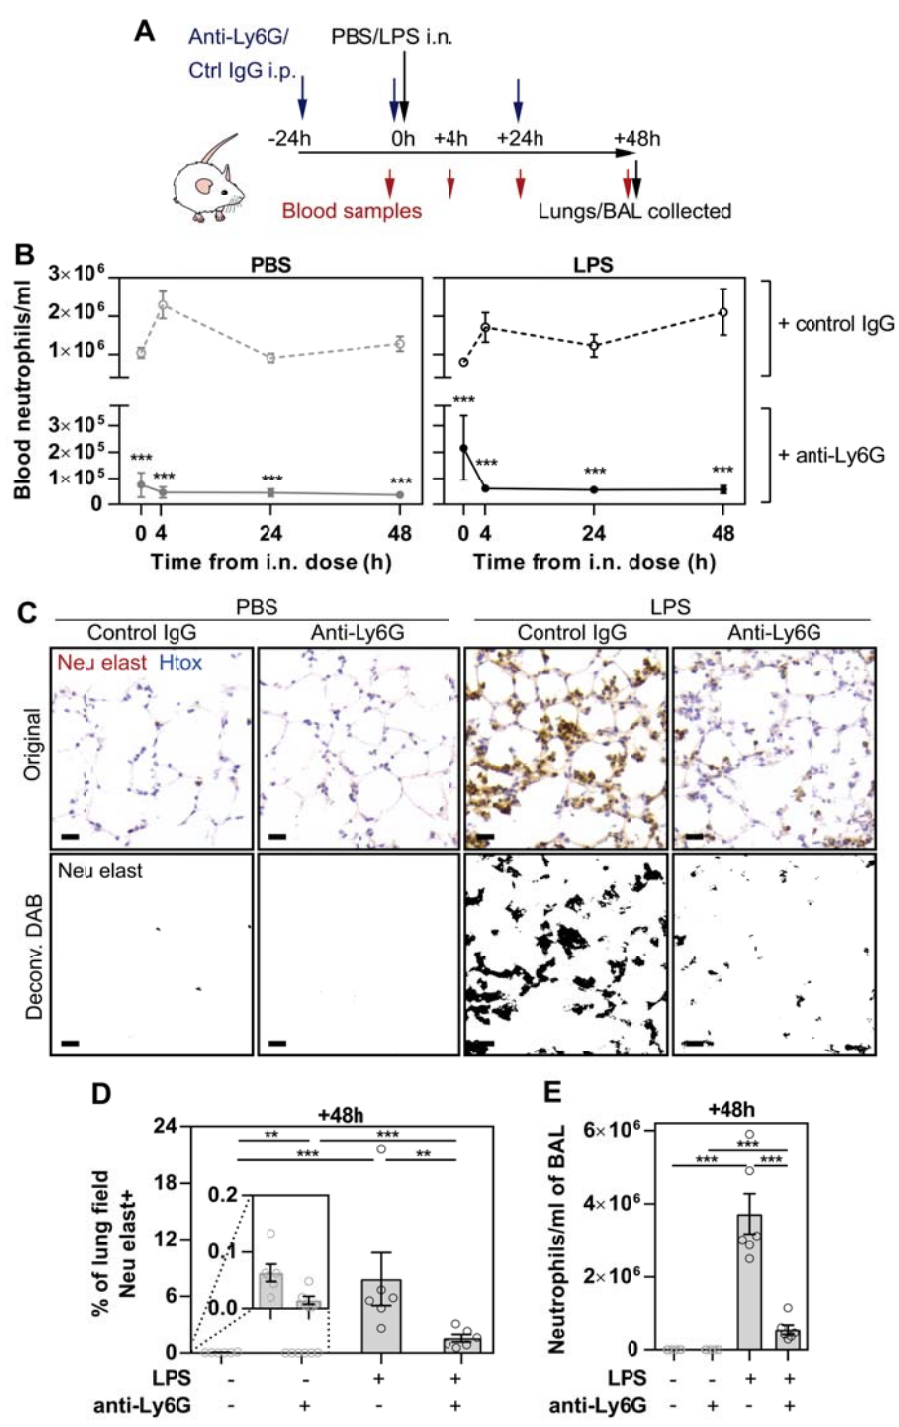 A
Anti-Ly6G/
Ctrl IgG i.p.
PBS/LPS i.n.
-24h 0h +4h +24h +48h
Blood samples
Lungs/BAL collected
B
PBS LPS
Blood neutrophils/ml
3×10⁶
2×10⁶
1×10⁶
+ control IgG
3×10⁵
2×10⁵
1×10⁵
0
*** *** *** ***
*** *** *** ***
+ anti-Ly6G
0 4 24 48 0 4 24 48
Time from i.n. dose (h) Time from i.n. dose (h)
C
PBS LPS
Control IgG Anti-Ly6G Control IgG Anti-Ly6G
Original
Neu elast Htox
Deconv. DAB
Neu elast
D
+48h
% of lung field
Neu elast+
24
18
12
6
0
** ***
*** **
0.2
0.1
0.0
LPS - - + +
anti-Ly6G - + - +
E
+48h
Neutrophils/ml of BAL
6×10⁶
4×10⁶
2×10⁶
0
***
*** ***
- - + +
- + - +